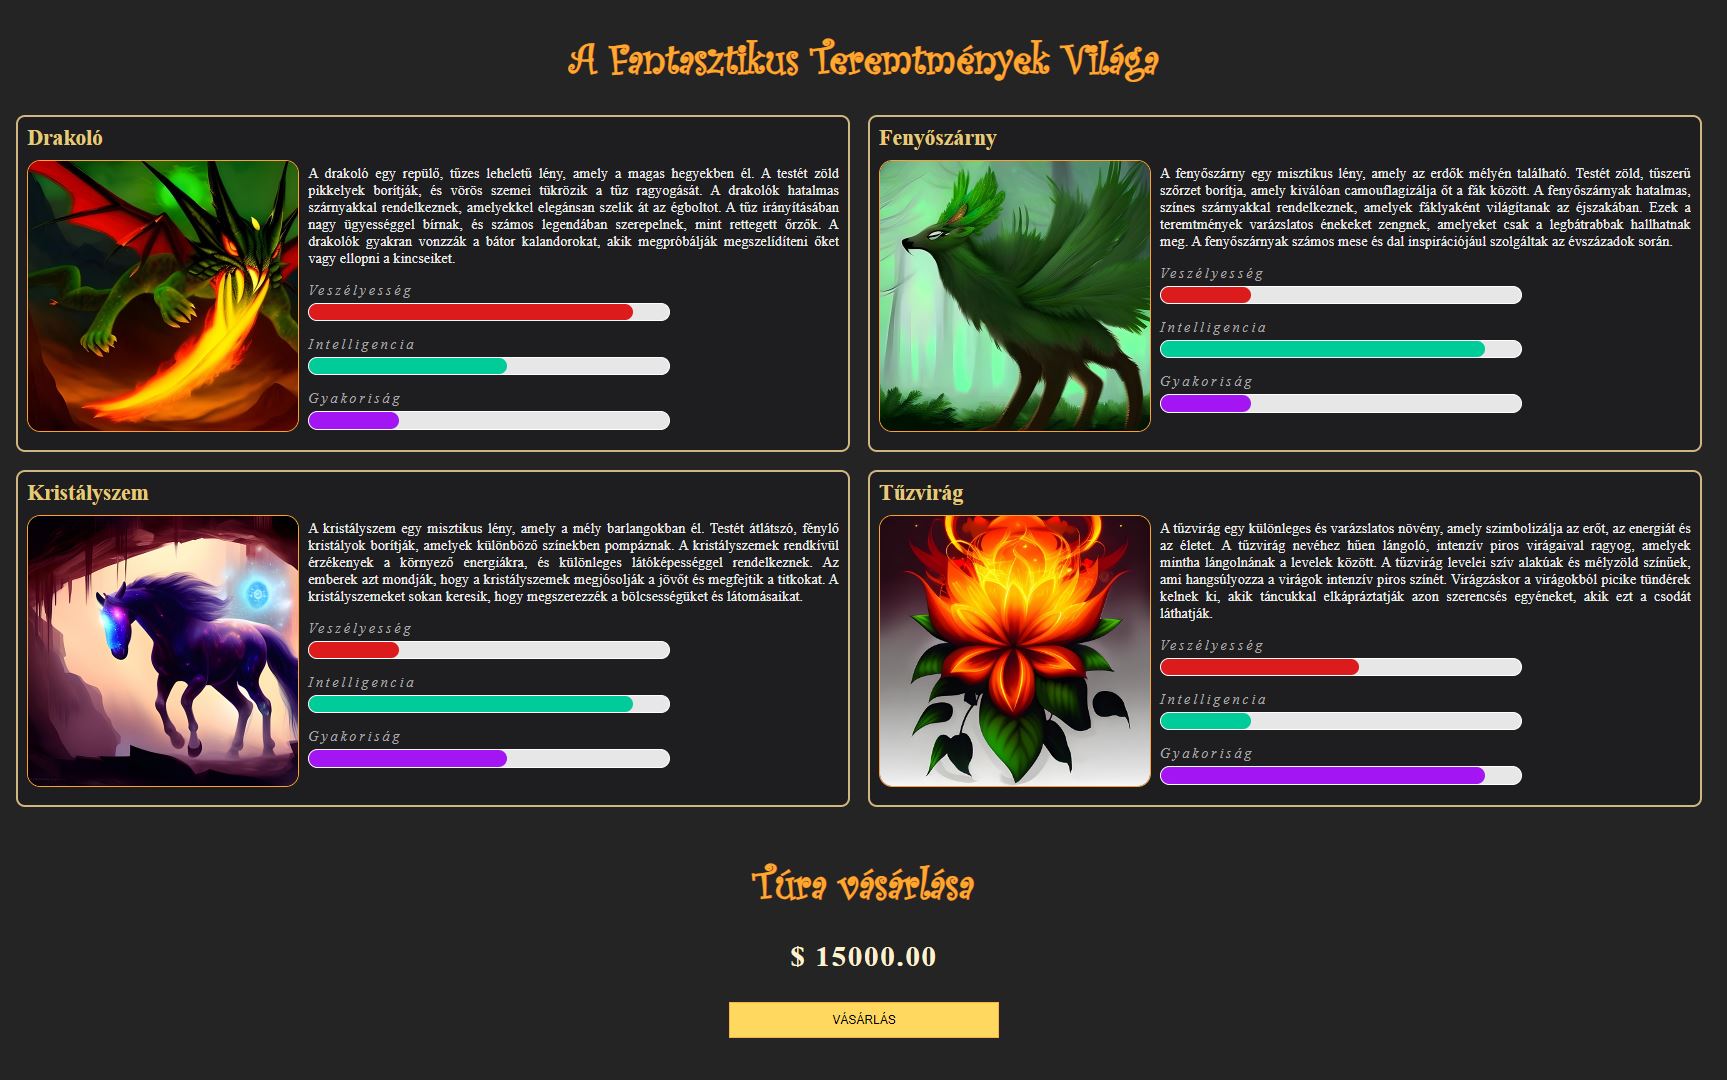 A Fantasztikus Teremtmények Világa
Drakoló
A drakoló egy repülő, tüzes leheletű lény, amely a magas hegyekben él. A testét zöld
pikkelyek borítják, és vörös szemei tükrözik a tűz ragyogását. A drakolók hatalmas
szárnyakkal rendelkeznek, amelyekkel elegánsan szelik át az égboltot. A tűz irányításában
nagy ügyességgel bírnak, és számos legendában szerepelnek, mint rettegett őrzők. A
drakolók gyakran vonzzák a bátor kalandorokat, akik megpróbálják megszelídíteni őket
vagy ellopni a kincseiket.
Veszélyesség
Intelligencia
Gyakoriság
Fenyőszárny
A fenyőszárny egy misztikus lény, amely az erdők mélyén található. Testét zöld, tűszerű
szőrzet borítja, amely kiválóan camouflagizálja őt a fák között. A fenyőszárnyak hatalmas,
színes szárnyakkal rendelkeznek, amelyek fáklyaként világítanak az éjszakában. Ezek a
teremtmények varázslatos énekeket zengnek, amelyeket csak a legbátrabbak hallhatnak
meg. A fenyőszárnyak számos mese és dal inspirációjául szolgáltak az évszázadok során.
Veszélyesség
Intelligencia
Gyakoriság
Kristályszem
A kristályszem egy misztikus lény, amely a mély barlangokban él. Testét átlátszó, fénylő
kristályok borítják, amelyek különböző színekben pompáznak. A kristályszemek rendkívül
érzékenyek a környező energiákra, és különleges látóképességgel rendelkeznek. Az
emberek azt mondják, hogy a kristályszemek megjósolják a jövőt és megfejtik a titkokat. A
kristályszemeket sokan keresik, hogy megszerezzék a bölcsességüket és látomásaikat.
Veszélyesség
Intelligencia
Gyakoriság
Tűzvirág
A tűzvirág egy különleges és varázslatos növény, amely szimbolizálja az erőt, az energiát és
az életet. A tűzvirág nevéhez hűen lángoló, intenzív piros virágaival ragyog, amelyek
mintha lángolnának a levelek között. A tűzvirág levelei szív alakúak és mélyzöld színűek,
ami hangsúlyozza a virágok intenzív piros színét. Virágzáskor a virágokból picike tündérek
kelnek ki, akik táncukkal elkápráztatják azon szerencsés egyéneket, akik ezt a csodát
láthatják.
Veszélyesség
Intelligencia
Gyakoriság
Túra vásárlása
$ 15000.00
VÁSÁRLÁS